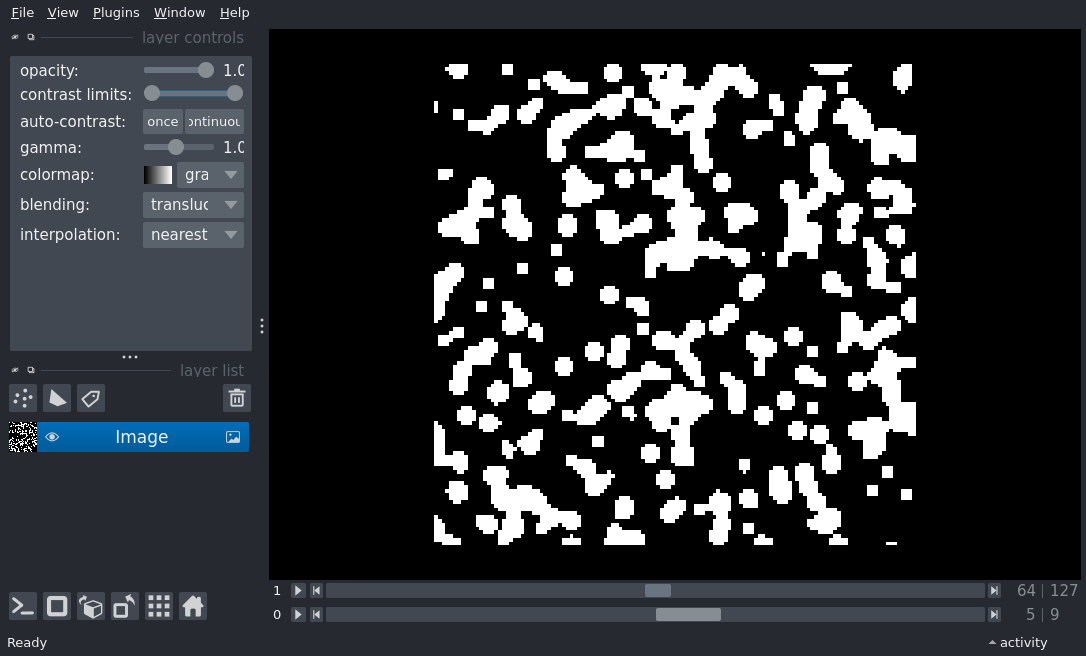 File View Plugins Window Help
layer controls
opacity: 1.0
contrast limits:
auto-contrast: once ontinuou
gamma: 1.0
colormap: gra
blending: transluc
interpolation: nearest
layer list
Image
1 64 127
0 5 9
Ready activity